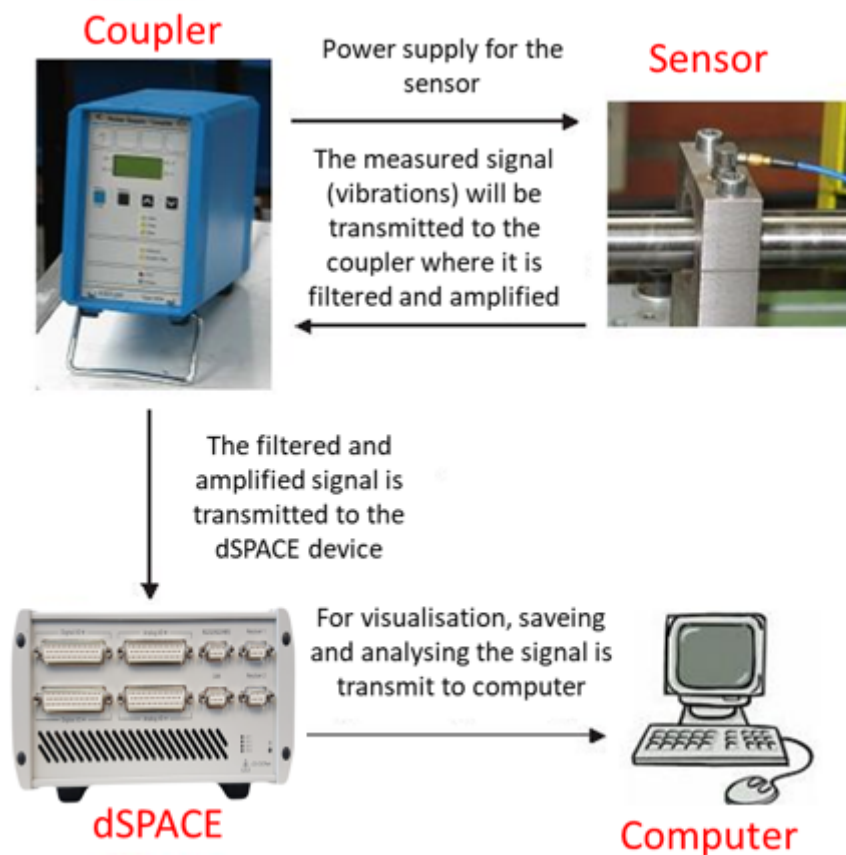 Coupler
Power supply for the
sensor
Sensor
The measured signal
(vibrations) will be
transmitted to the
coupler where it is
filtered and amplified
The filtered and
amplified signal is
transmitted to the
dSPACE device
For visualisation, saveing
and analysing the signal is
transmit to computer
dSPACE
Computer